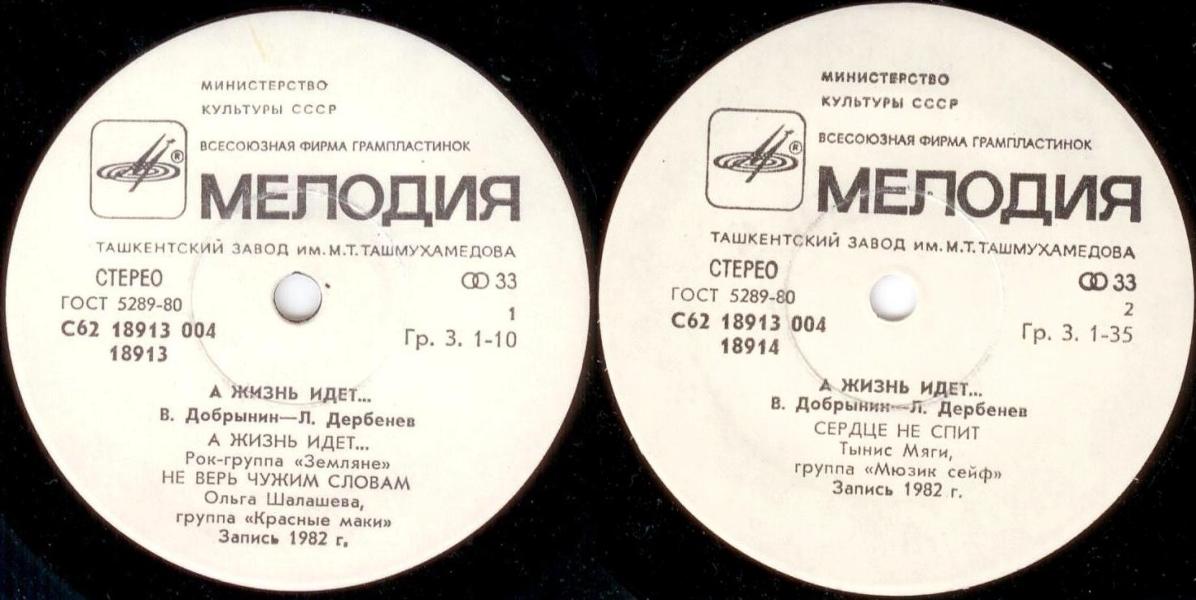 МИНИСТЕРСТВО
КУЛЬТУРЫ СССР
ВСЕСОЮЗНАЯ ФИРМА ГРАМПЛАСТИНОК
®
МЕЛОДИЯ
ТАШКЕНТСКИЙ ЗАВОД ИМ. М. Т. ТАШМУХАМЕДОВА
СТЕРЕО
33
ГОСТ 5289-80
1
С62 18913 004
Гр. 3. 1-10
18913
А ЖИЗНЬ ИДЕТ...
В. Добрынин—Л. Дербенев
А ЖИЗНЬ ИДЕТ...
Рок-группа «Земляне»
НЕ ВЕРЬ ЧУЖИМ СЛОВАМ
Ольга Шалашева,
группа «Красные маки»
Запись 1982 г.
МИНИСТЕРСТВО
КУЛЬТУРЫ СССР
ВСЕСОЮЗНАЯ ФИРМА ГРАМПЛАСТИНОК
®
МЕЛОДИЯ
ТАШКЕНТСКИЙ ЗАВОД ИМ. М. Т. ТАШМУХАМЕДОВА
СТЕРЕО
33
ГОСТ 5289-80
2
С62 18913 004
Гр. 3. 1-35
18914
А ЖИЗНЬ ИДЕТ...
В. Добрынин—Л. Дербенев
СЕРДЦЕ НЕ СПИТ
Тынис Мяги,
группа «Мюзик сейф»
Запись 1982 г.